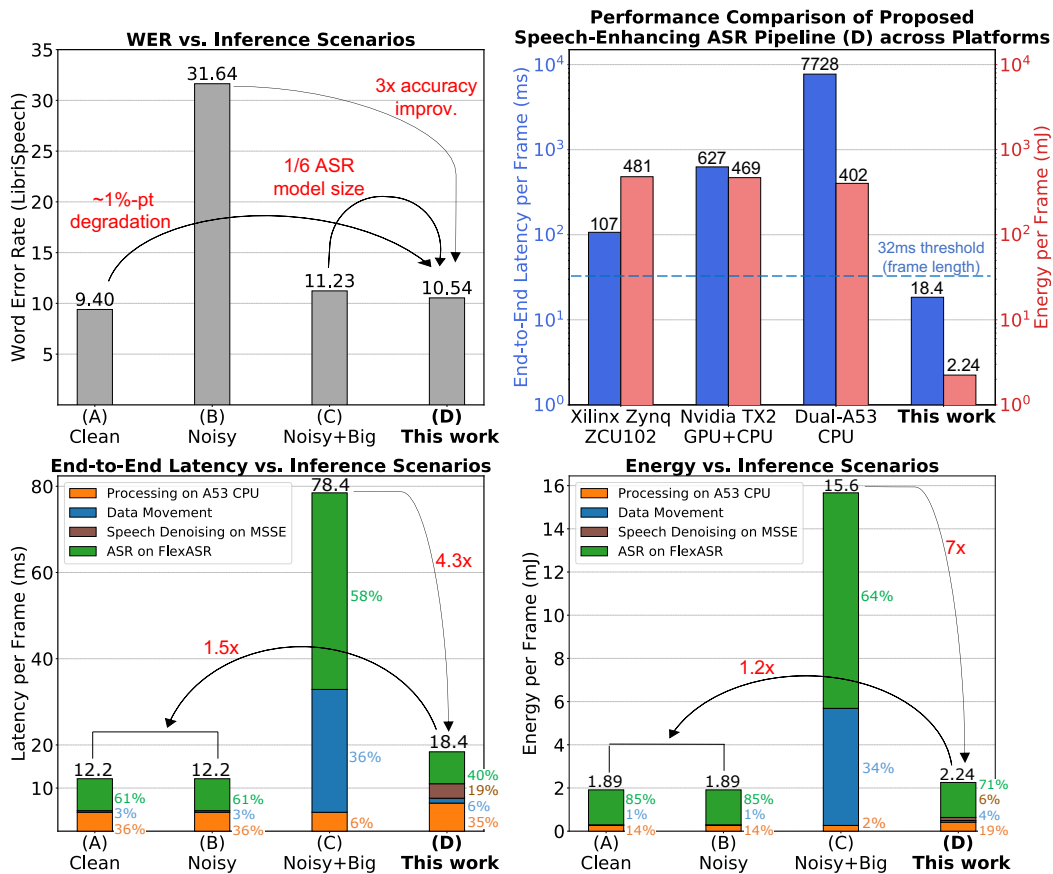 WER vs. Inference Scenarios
Word Error Rate (LibriSpeech)
35
30
25
20
15
10
5
9.40
31.64
11.23
10.54
~1%-pt
degradation
1/6 ASR
model size
3x accuracy
improv.
(A)
Clean
(B)
Noisy
(C)
Noisy+Big
(D)
This work
Performance Comparison of Proposed
Speech-Enhancing ASR Pipeline (D) across Platforms
End-to-End Latency per Frame (ms)
10⁴
10³
10²
10¹
10⁰
107
481
627
469
7728
402
18.4
2.24
32ms threshold
(frame length)
10⁴
10³
10²
10¹
10⁰
Energy per Frame (mJ)
Xilinx Zynq
ZCU102
Nvidia TX2
GPU+CPU
Dual-A53
CPU
This work
End-to-End Latency vs. Inference Scenarios
Latency per Frame (ms)
80
60
40
20
10
Processing on A53 CPU
Data Movement
Speech Denoising on MSSE
ASR on FlexASR
78.4
4.3x
58%
1.5x
36%
6%
12.2
61%
3%
36%
12.2
61%
3%
36%
18.4
40%
19%
6%
35%
(A)
Clean
(B)
Noisy
(C)
Noisy+Big
(D)
This work
Energy vs. Inference Scenarios
Energy per Frame (mJ)
16
14
12
10
8
6
4
2
0
Processing on A53 CPU
Data Movement
Speech Denoising on MSSE
ASR on FlexASR
15.6
7x
64%
1.2x
34%
2%
1.89
85%
1%
14%
1.89
85%
1%
14%
2.24
71%
6%
4%
19%
(A)
Clean
(B)
Noisy
(C)
Noisy+Big
(D)
This work